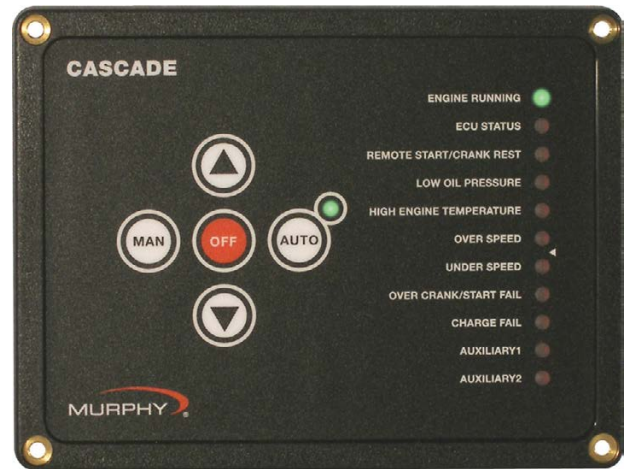 CASCADE
ENGINE RUNNING
ECU STATUS
REMOTE START/CRANK REST
LOW OIL PRESSURE
HIGH ENGINE TEMPERATURE
OVER SPEED
UNDER SPEED
OVER CRANK/START FAIL
CHARGE FAIL
AUXILIARY1
AUXILIARY2
MAN
OFF
AUTO
MURPHY®